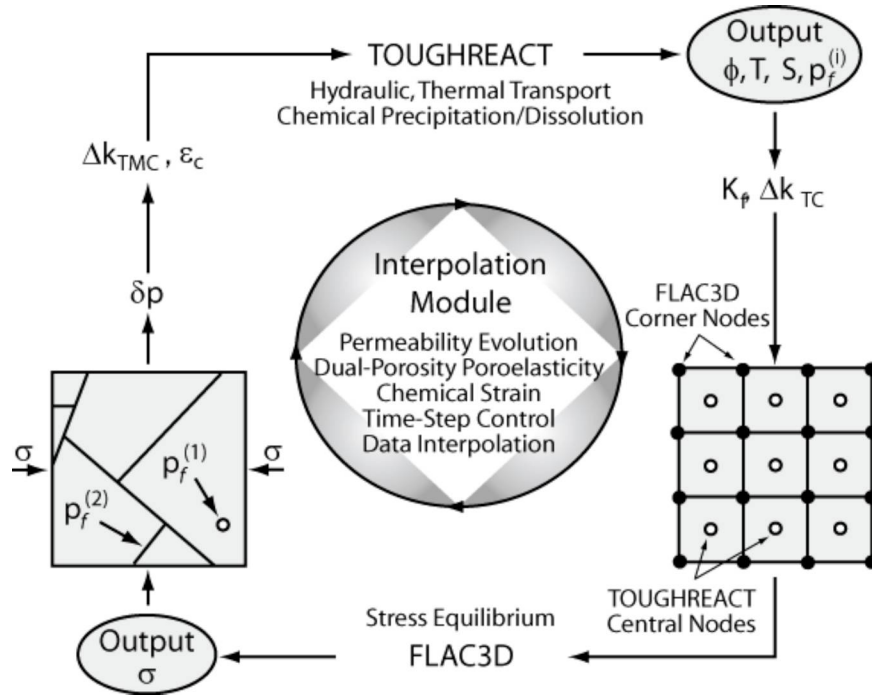 TOUGHREACT
Hydraulic, Thermal Transport
Chemical Precipitation/Dissolution
Output
ϕ, T, S, p_f^(i)
K_f, Δk_TC
FLAC3D
Corner Nodes
TOUGHREACT
Central Nodes
Stress Equilibrium
FLAC3D
Output
σ
σ
σ
p_f^(1)
p_f^(2)
δp
Δk_TMC, ε_c
Interpolation
Module
Permeability Evolution
Dual-Porosity Poroelasticity
Chemical Strain
Time-Step Control
Data Interpolation